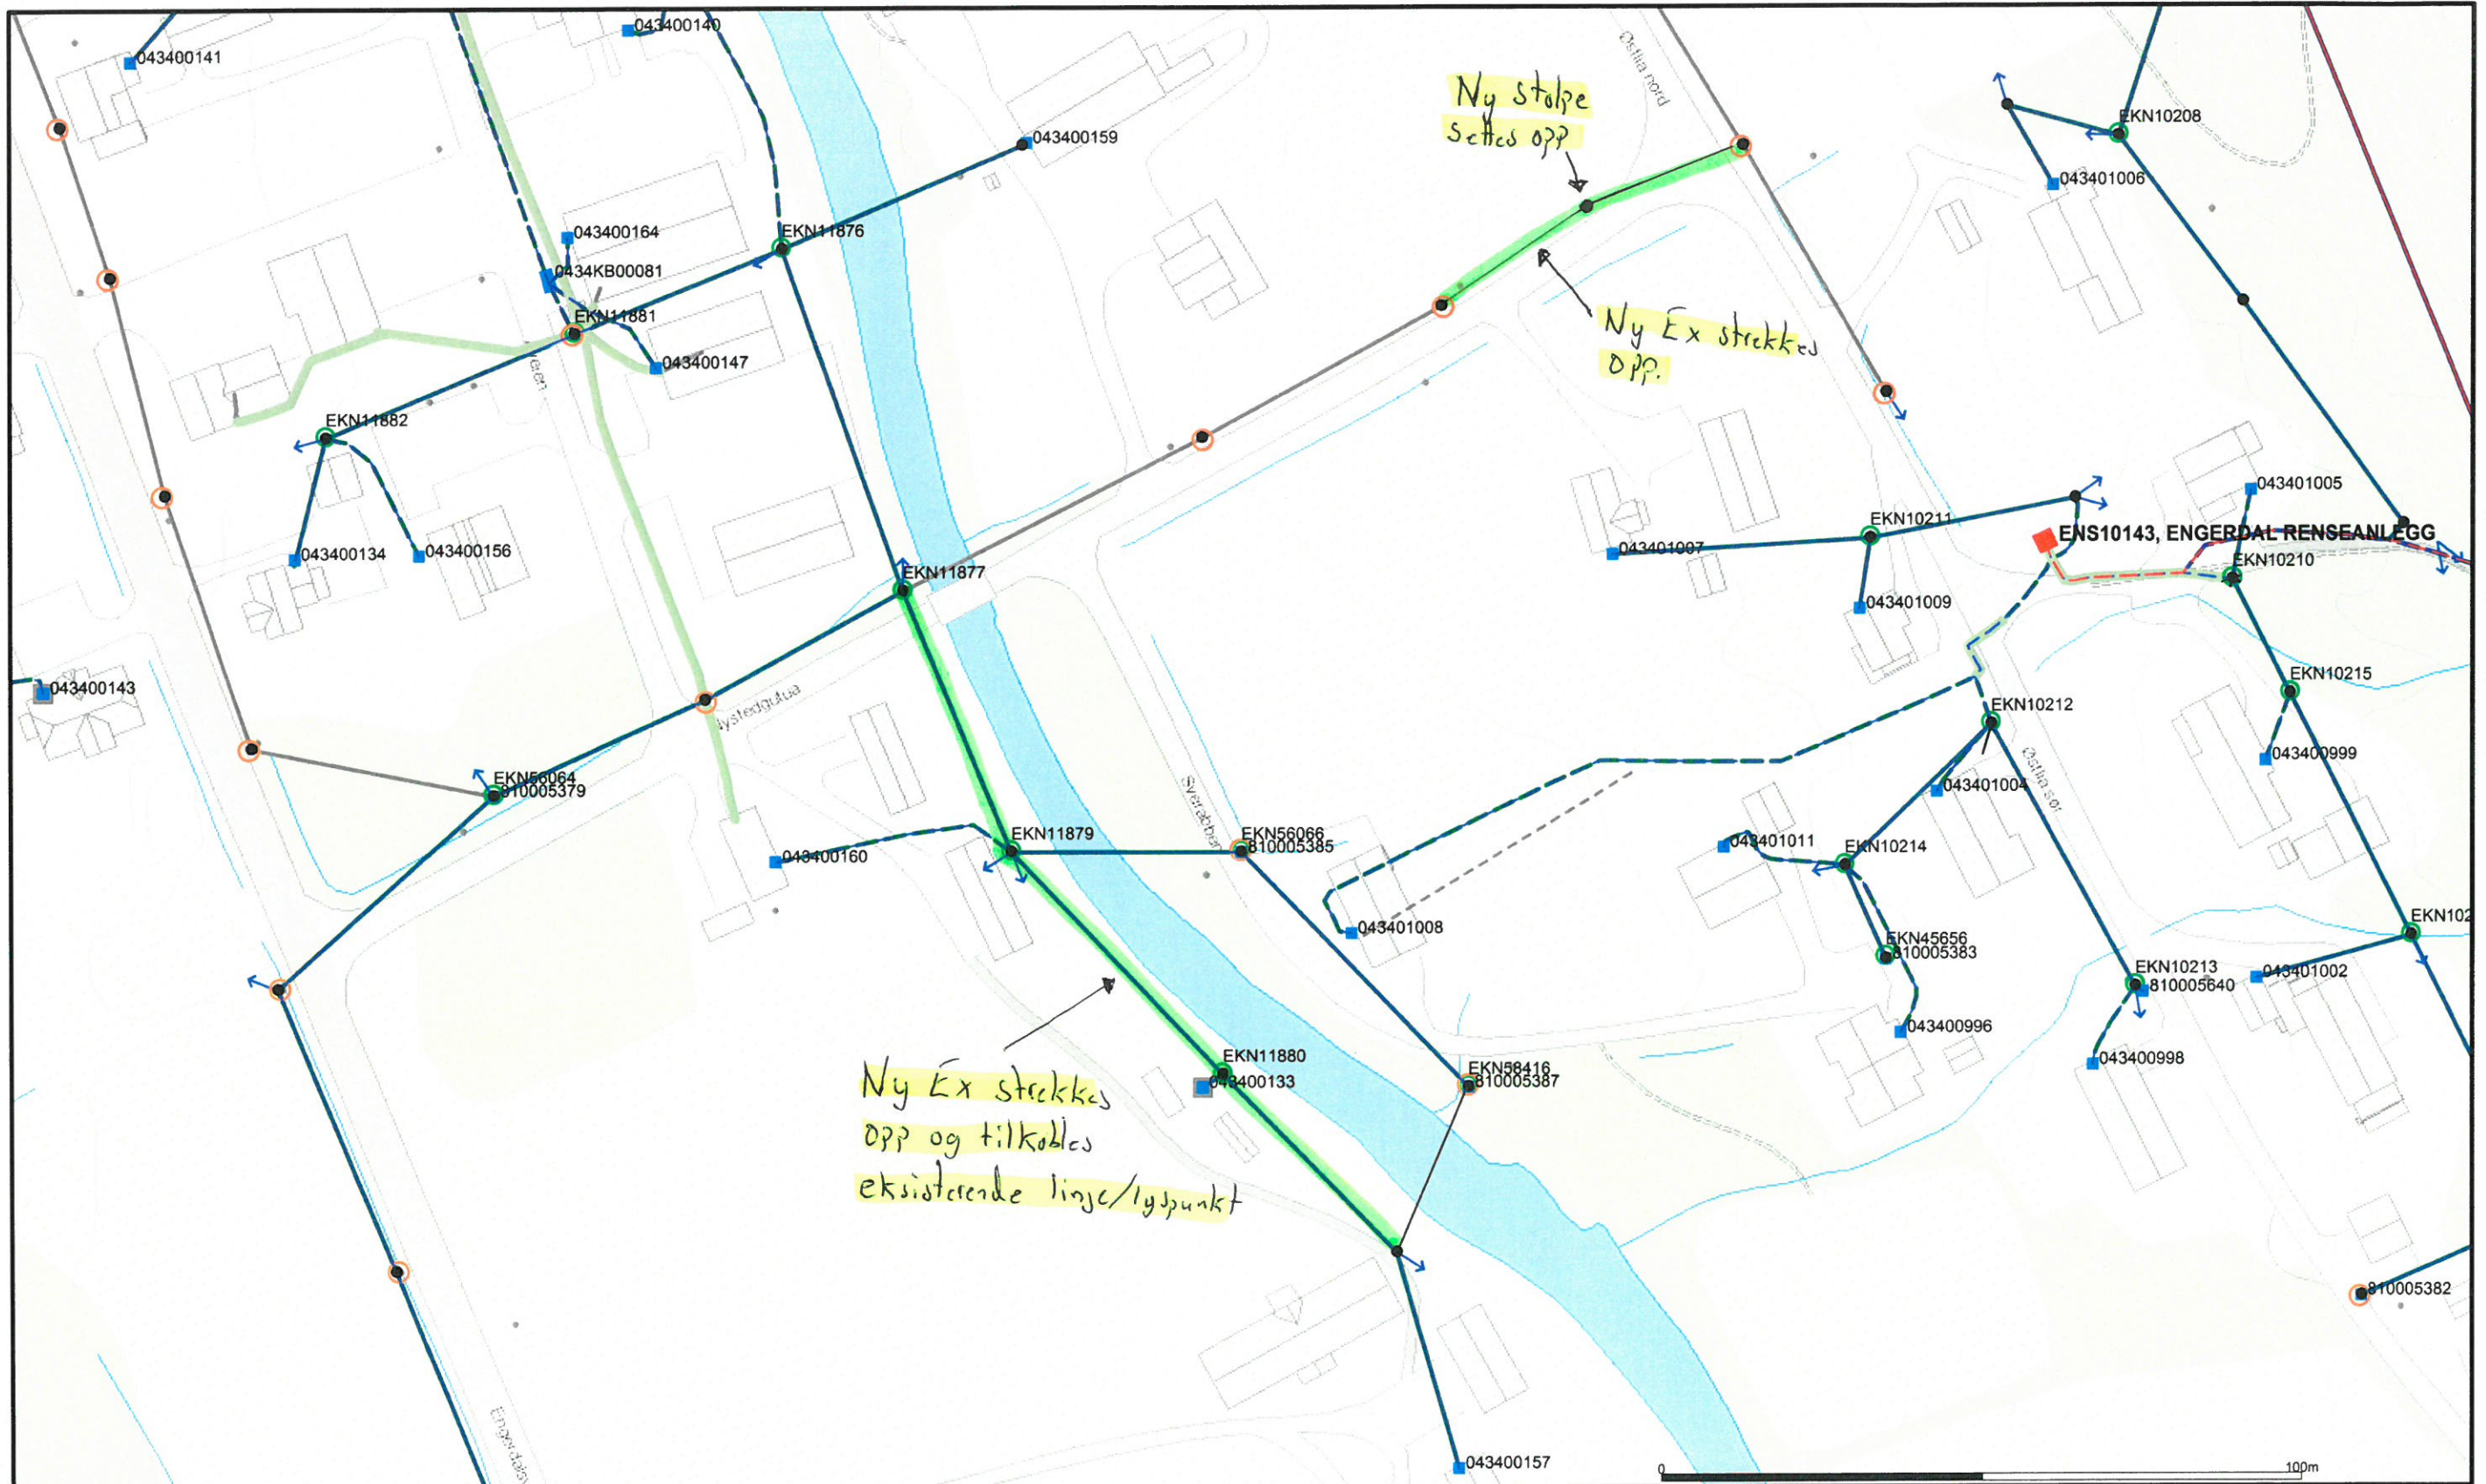 043400140
043400141
043400159
Østlia nord
Ny stolpe
settes opp
EKN10208
043401006
EKN11876
043400164
0434KB00081
EKN11881
043400147
Ny Ex strekkes
opp.
EKN11882
043400134
043400156
043401005
EKN10211
ENS10143, ENGERDAL RENSEANLEGG
043401007
EKN10210
EKN11877
043401009
043400143
EKN10215
EKN10212
043400999
EKN56064
810005379
Østlia sør
043401004
EKN11879
EKN56066
810005385
043400160
043401011
EKN10214
043401008
EKN102
EKN45656
810005383
EKN10213
043401002
810005640
043400996
043400998
EKN11880
043400133
EKN58416
810005387
Ny Ex strekkes
opp og tilkobles
eksisterende linje/lyspunkt
810005382
043400157
0
100m